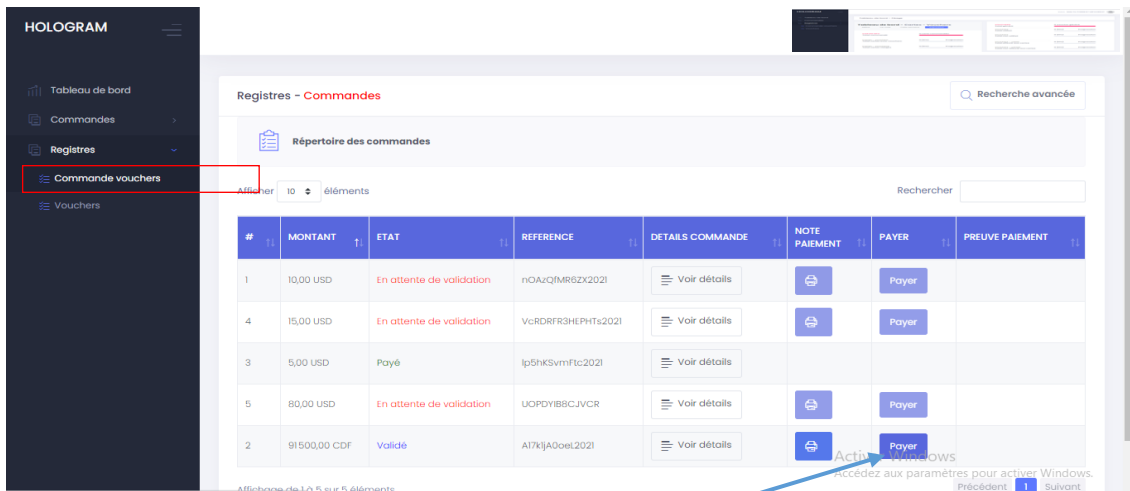 HOLOGRAM
Tableau de bord
Commandes
Registres
Commande vouchers
Vouchers
Registres - Commandes
Recherche avancée
Répertoire des commandes
Afficher 10 éléments
Rechercher
# MONTANT ETAT REFERENCE DETAILS COMMANDE NOTE PAIEMENT PAYER PREUVE PAIEMENT
1 10,00 USD En attente de validation nOAzQfMR6ZX2021 Voir détails Payer
4 15,00 USD En attente de validation VcRDRFR3HEPHTs2021 Voir détails Payer
3 5,00 USD Payé Ip5hKSvmFtc2021 Voir détails
5 80,00 USD En attente de validation UOPDYIB8CJVCR Voir détails Payer
2 91500,00 CDF Validé A17kljA0oeL2021 Voir détails Payer
Activer Windows
Accédez aux paramètres pour activer Windows.
Affichage de 1 à 5 sur 5 éléments
Précédent 1 Suivant